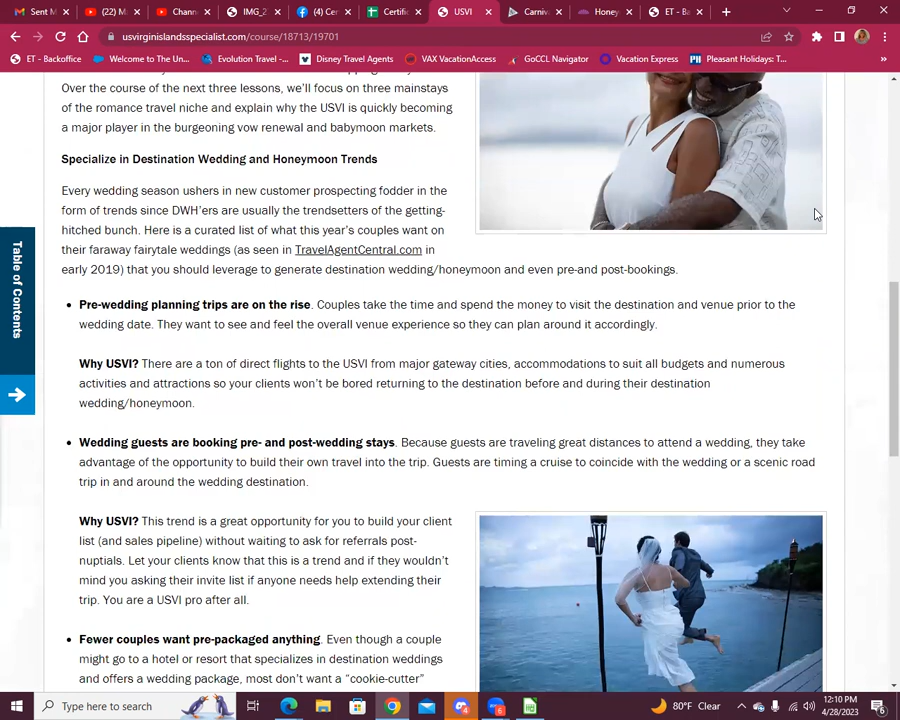 Sent M
(22) M
Chann
IMG_2
(4) Cer
Certific
USVI
Carniv
Honey
ET - Ba
usvirginislandsspecialist.com/course/18713/19701
ET - Backoffice
Welcome to The Un...
Evolution Travel -...
Disney Travel Agents
VAX VacationAccess
GoCCL Navigator
Vacation Express
Pleasant Holidays: T...
»
Over the course of the next three lessons, we'll focus on three mainstays
of the romance travel niche and explain why the USVI is quickly becoming
a major player in the burgeoning vow renewal and babymoon markets.
Specialize in Destination Wedding and Honeymoon Trends
Every wedding season ushers in new customer prospecting fodder in the
form of trends since DWH'ers are usually the trendsetters of the getting-
hitched bunch. Here is a curated list of what this year's couples want on
their faraway fairytale weddings (as seen in TravelAgentCentral.com in
early 2019) that you should leverage to generate destination wedding/honeymoon and even pre-and post-bookings.
• Pre-wedding planning trips are on the rise. Couples take the time and spend the money to visit the destination and venue prior to the
wedding date. They want to see and feel the overall venue experience so they can plan around it accordingly.
Why USVI? There are a ton of direct flights to the USVI from major gateway cities, accommodations to suit all budgets and numerous
activities and attractions so your clients won't be bored returning to the destination before and during their destination
wedding/honeymoon.
• Wedding guests are booking pre- and post-wedding stays. Because guests are traveling great distances to attend a wedding, they take
advantage of the opportunity to build their own travel into the trip. Guests are timing a cruise to coincide with the wedding or a scenic road
trip in and around the wedding destination.
Why USVI? This trend is a great opportunity for you to build your client
list (and sales pipeline) without waiting to ask for referrals post-
nuptials. Let your clients know that this is a trend and if they wouldn't
mind you asking their invite list if anyone needs help extending their
trip. You are a USVI pro after all.
• Fewer couples want pre-packaged anything. Even though a couple
might go to a hotel or resort that specializes in destination weddings
and offers a wedding package, most don't want a "cookie-cutter"
Table of Contents
Type here to search
6
80°F Clear
12:10 PM
4/28/2023